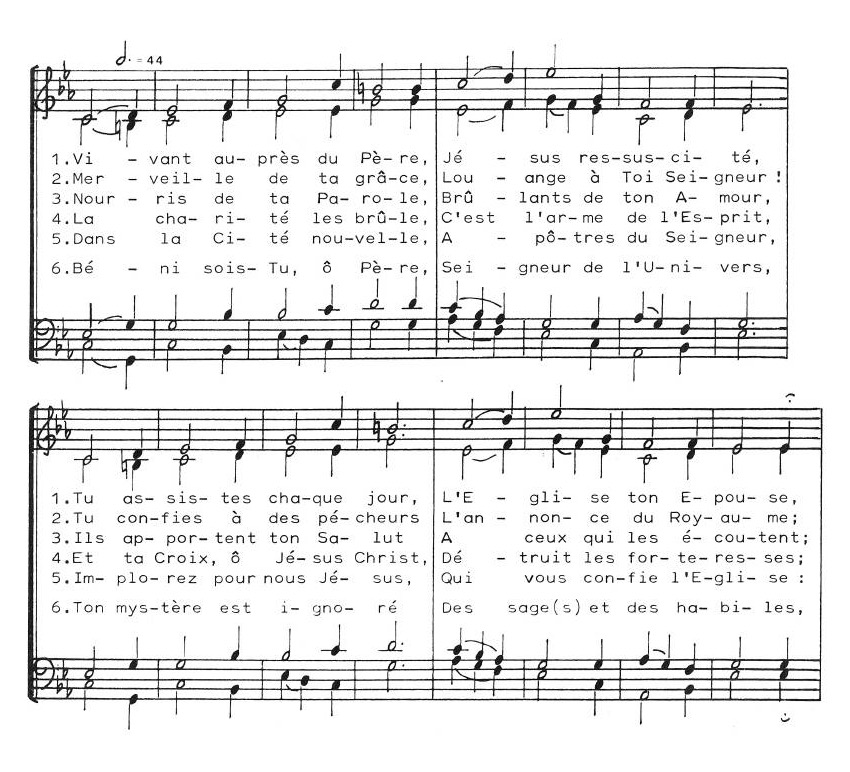 𝅗𝅥. = 44
1.Vi - vant au-près du Pè-re, Jé - sus res-sus-ci- té,
2.Mer - veil- le de ta grâ-ce, Lou - ange à Toi Sei-gneur !
3.Nour - ris de ta Pa- ro-le, Brû - lants de ton A- mour,
4.La cha- ri- té les brû-le, C'est l'ar-me de l'Es-prit,
5.Dans la Ci- té nou-vel-le, A - pô-tres du Sei-gneur,
6.Bé - ni sois-Tu, ô Pè-re, Sei - gneur de l'U-ni- vers,
1.Tu as- sis- tes cha-que jour, L'E - gli- se ton E- pou-se,
2.Tu con-fies à des pé-cheurs L'an - non- ce du Roy- au- me;
3.Ils ap- por-tent ton Sa- lut A ceux qui les é- cou-tent;
4.Et ta Croix, ô Jé-sus Christ, Dé - truit les for-te-res-ses;
5.Im- plo-rez pour nous Jé- sus, Qui vous con-fie l'E-gli-se :
6.Ton mys-tère est i- gno- ré Des sage(s) et des ha- bi- les,